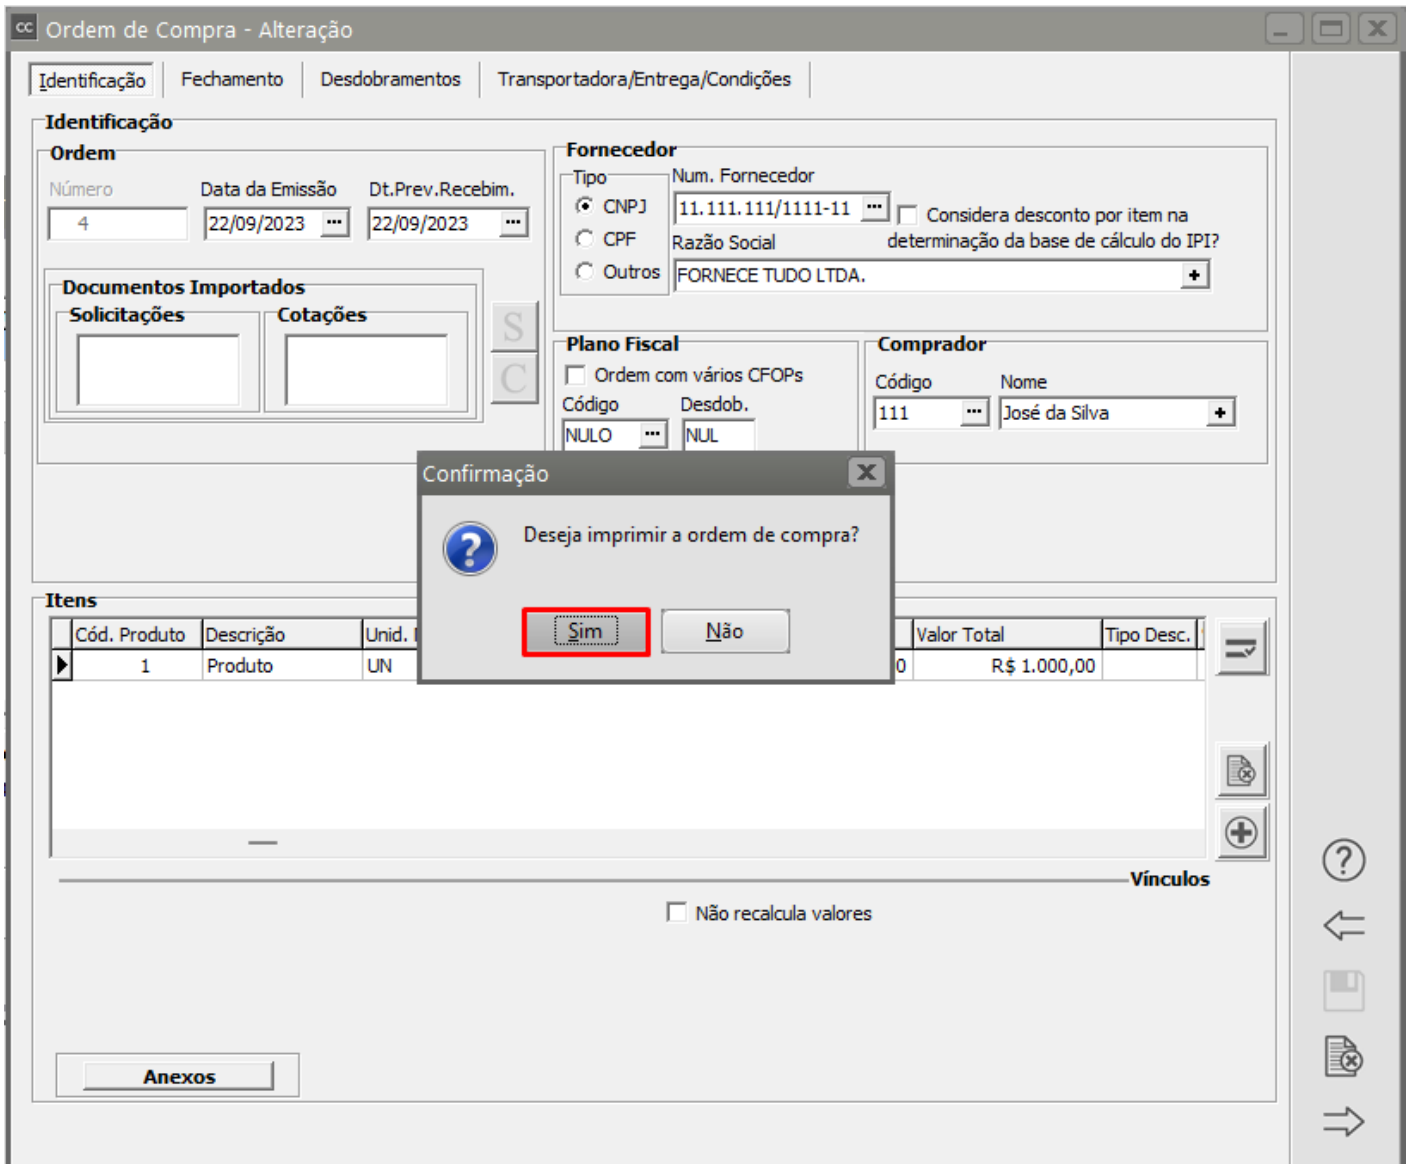 cc Ordem de Compra - Alteração
Identificação Fechamento Desdobramentos Transportadora/Entrega/Condições
Identificação
Ordem
Número Data da Emissão Dt.Prev.Recebim.
4 22/09/2023 ... 22/09/2023 ...
Documentos Importados
Solicitações Cotações
S
C
Fornecedor
Tipo Num. Fornecedor
CNPJ 11.111.111/1111-11 ... Considera desconto por item na
CPF Razão Social determinação da base de cálculo do IPI?
Outros FORNECE TUDO LTDA. +
Plano Fiscal
Ordem com vários CFOPs
Código Desdob.
NULO ... NUL
Comprador
Código Nome
111 ... José da Silva +
Confirmação
Deseja imprimir a ordem de compra?
Sim Não
Itens
Cód. Produto Descrição Unid. Valor Total Tipo Desc.
1 Produto UN 0 R$ 1.000,00
Vínculos
Não recalcula valores
Anexos